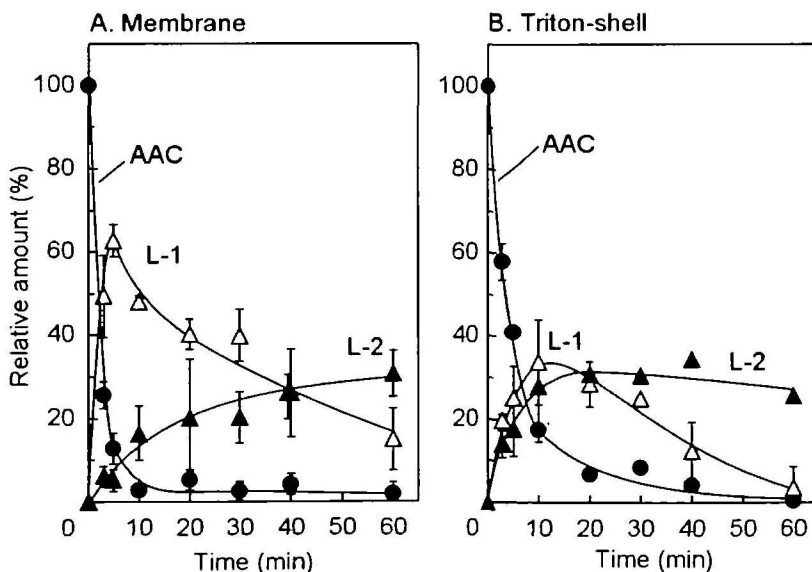 A. Membrane
B. Triton-shell
Relative amount (%)
100
80
60
40
20
0
AAC
L-1
L-2
10 20 30 40 50 60
Time (min)
100
80
60
40
20
0
AAC
L-1
L-2
10 20 30 40 50 60
Time (min)